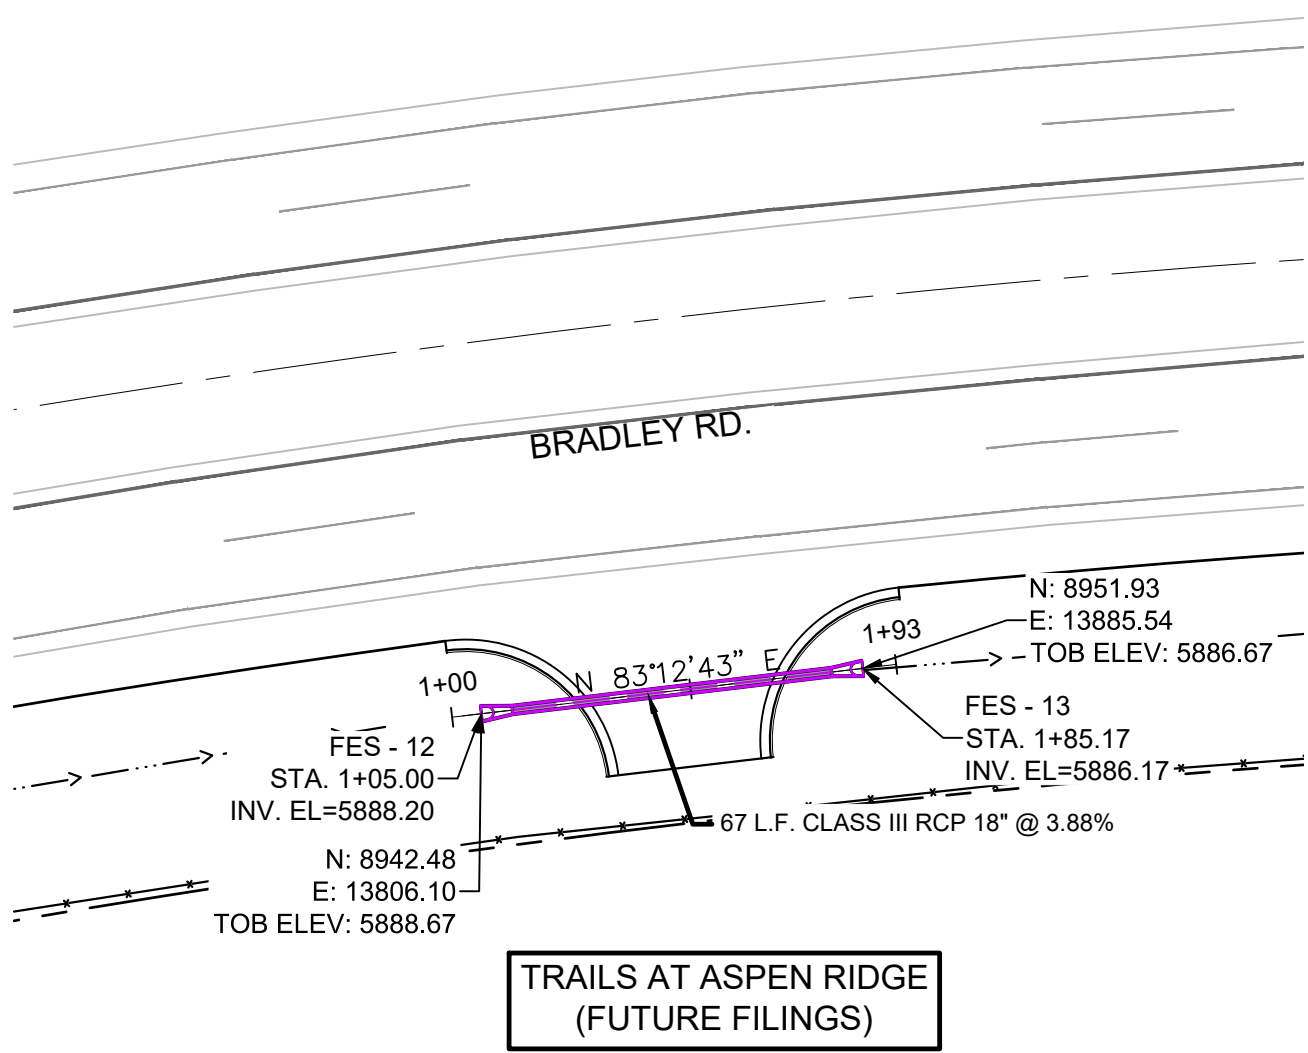 BRADLEY RD.
N: 8951.93
E: 13885.54
TOB ELEV: 5886.67
1+93
N 83°12'43" E
1+00
FES - 13
STA. 1+85.17
INV. EL=5886.17
FES - 12
STA. 1+05.00
INV. EL=5888.20
67 L.F. CLASS III RCP 18" @ 3.88%
N: 8942.48
E: 13806.10
TOB ELEV: 5888.67
TRAILS AT ASPEN RIDGE
(FUTURE FILINGS)